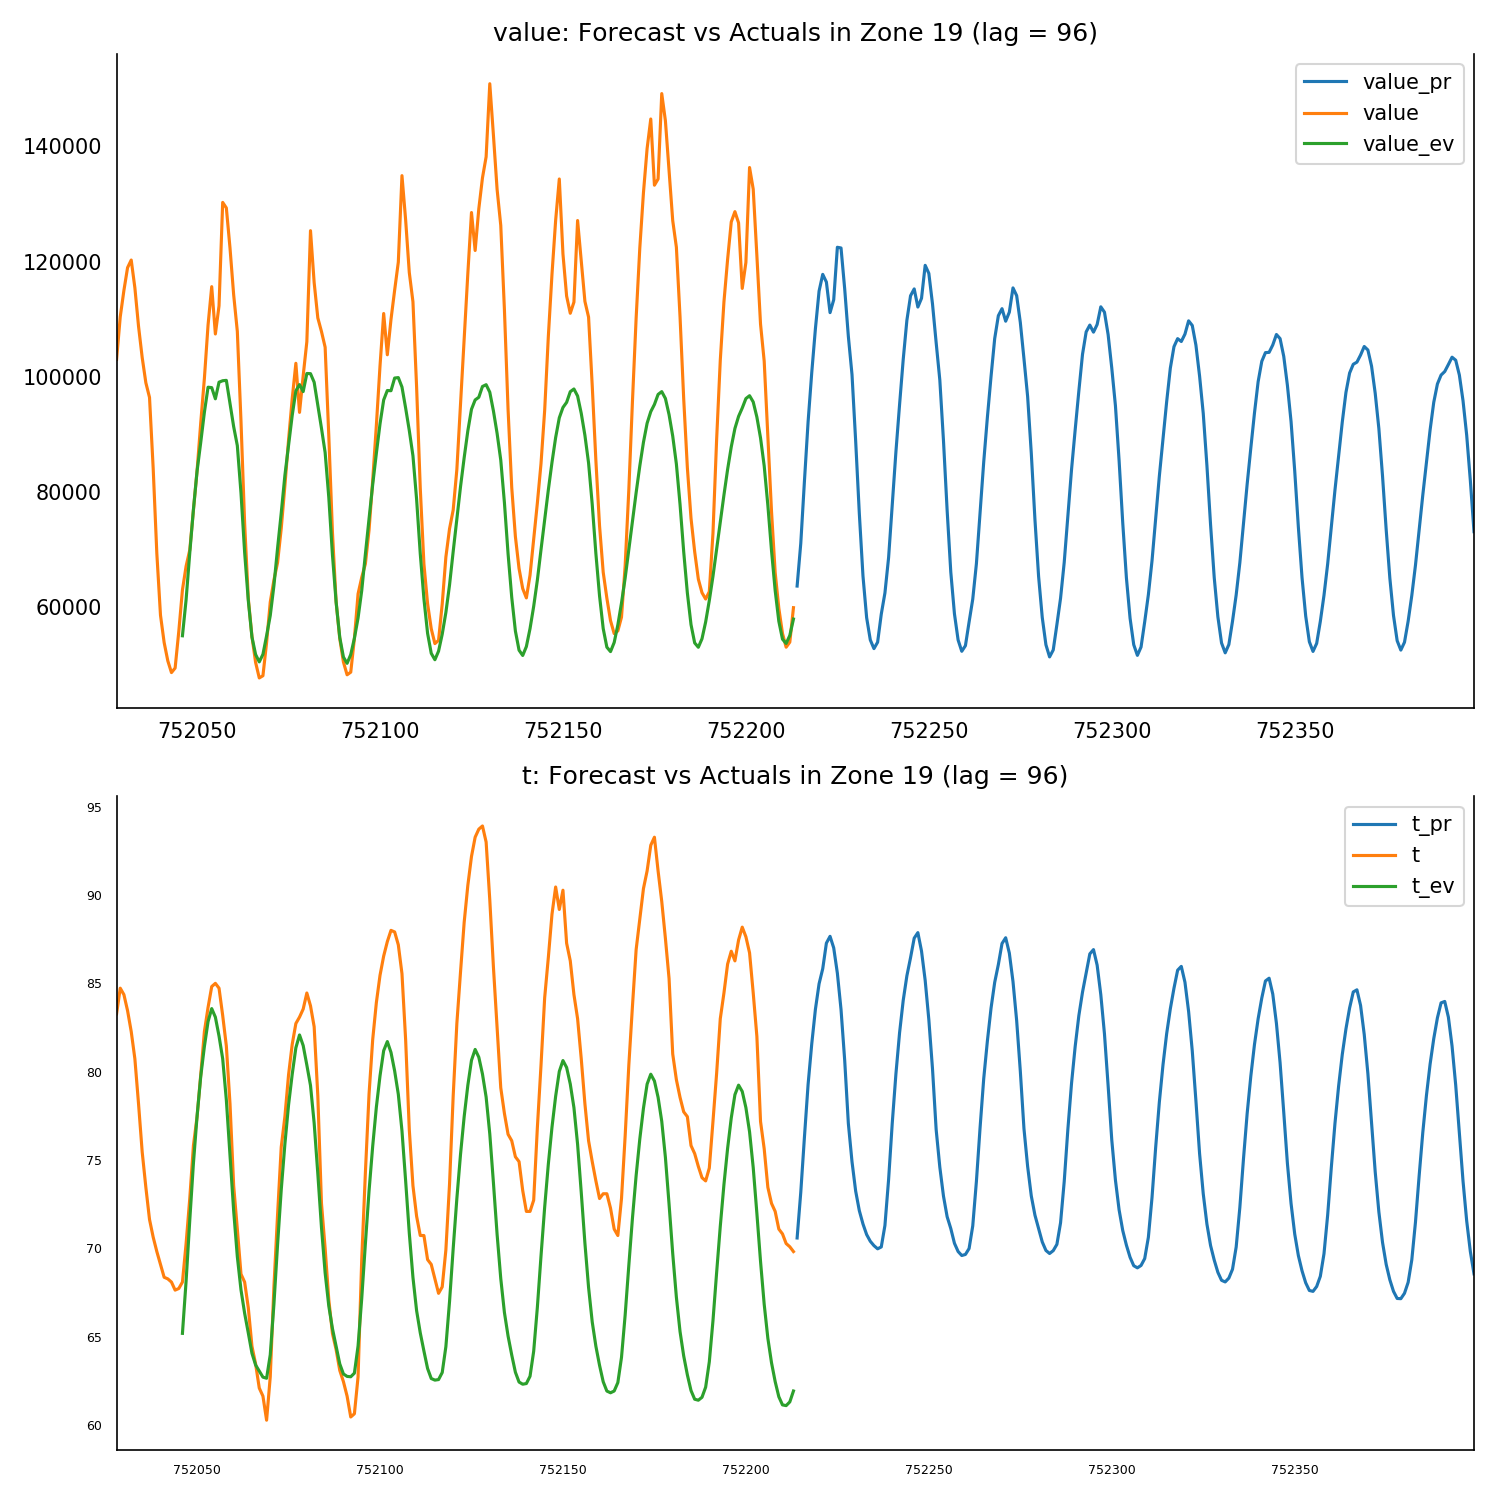 value: Forecast vs Actuals in Zone 19 (lag = 96)
value_pr
value
value_ev
140000
120000
100000
80000
60000
752050 752100 752150 752200 752250 752300 752350
t: Forecast vs Actuals in Zone 19 (lag = 96)
t_pr
t
t_ev
95
90
85
80
75
70
65
60
752050 752100 752150 752200 752250 752300 752350